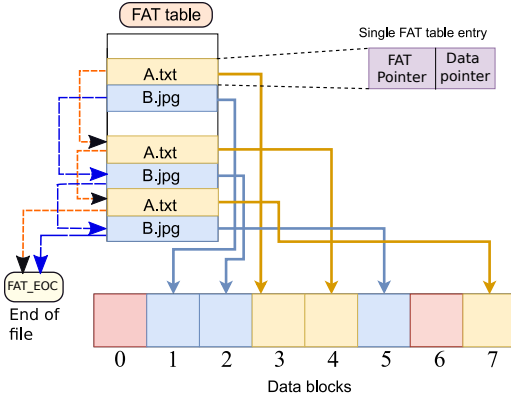 FAT table
Single FAT table entry
FAT
Pointer
Data
pointer
A.txt
B.jpg
A.txt
B.jpg
A.txt
B.jpg
FAT_EOC
End of
file
0 1 2 3 4 5 6 7
Data blocks